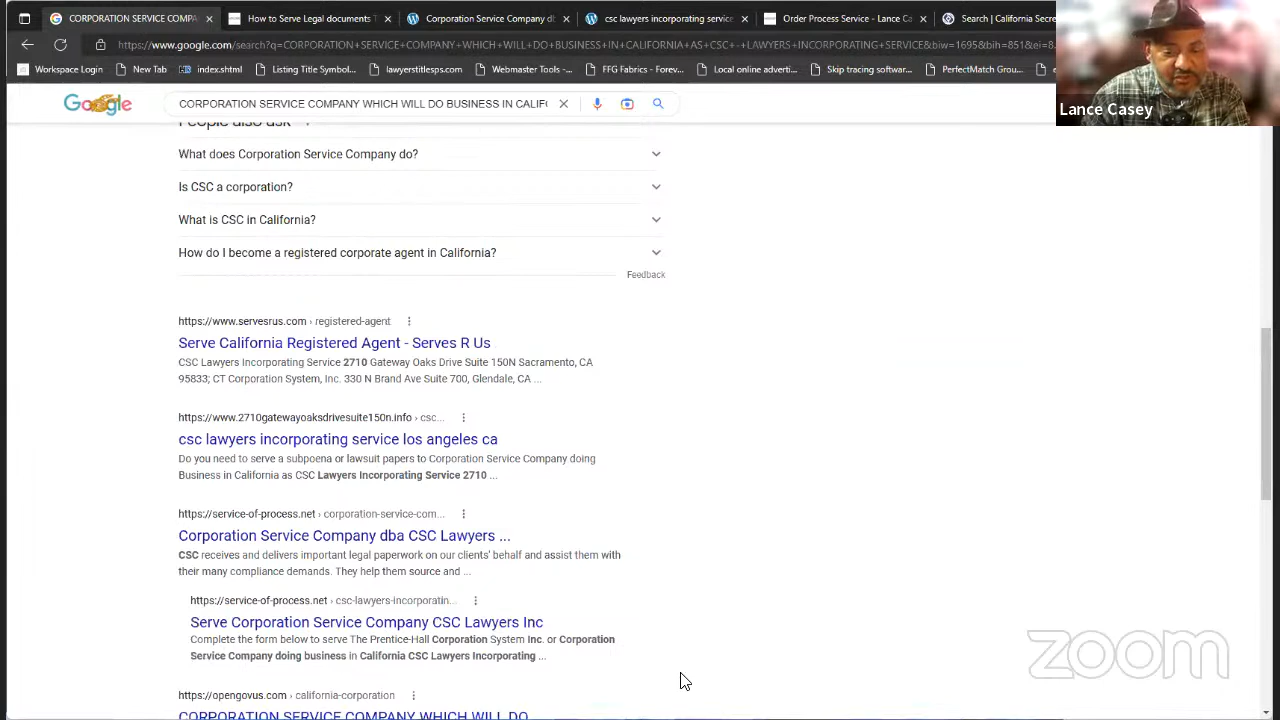 CORPORATION SERVICE COMPA
How to Serve Legal documents T
Corporation Service Company db
csc lawyers incorporating service
Order Process Service - Lance Ca
Search | California Secre
https://www.google.com/search?q=CORPORATION+SERVICE+COMPANY+WHICH+WILL+DO+BUSINESS+IN+CALIFORNIA+AS+CSC+-+LAWYERS+INCORPORATING+SERVICE&biw=1695&bih=851&ei=
Workspace Login
New Tab
index.shtml
Listing Title Symbol...
lawyerstitlesps.com
Webmaster Tools -...
FFG Fabrics - Forev...
Local online adverti...
Skip tracing softwar...
PerfectMatch Grou...
Lance Casey
Google
CORPORATION SERVICE COMPANY WHICH WILL DO BUSINESS IN CALIF
People also ask
What does Corporation Service Company do?
Is CSC a corporation?
What is CSC in California?
How do I become a registered corporate agent in California?
Feedback
https://www.servesrus.com › registered-agent
Serve California Registered Agent - Serves R Us
CSC Lawyers Incorporating Service 2710 Gateway Oaks Drive Suite 150N Sacramento, CA
95833; CT Corporation System, Inc. 330 N Brand Ave Suite 700, Glendale, CA ...
https://www.2710gatewayoaksdrivesuite150n.info › csc...
csc lawyers incorporating service los angeles ca
Do you need to serve a subpoena or lawsuit papers to Corporation Service Company doing
Business in California as CSC Lawyers Incorporating Service 2710 ...
https://service-of-process.net › corporation-service-com...
Corporation Service Company dba CSC Lawyers ...
CSC receives and delivers important legal paperwork on our clients' behalf and assist them with
their many compliance demands. They help them source and ...
https://service-of-process.net › csc-lawyers-incorporatin...
Serve Corporation Service Company CSC Lawyers Inc
Complete the form below to serve The Prentice-Hall Corporation System Inc. or Corporation
Service Company doing business in California CSC Lawyers Incorporating ...
https://opengovus.com › california-corporation
CORPORATION SERVICE COMPANY WHICH WILL DO
zoom